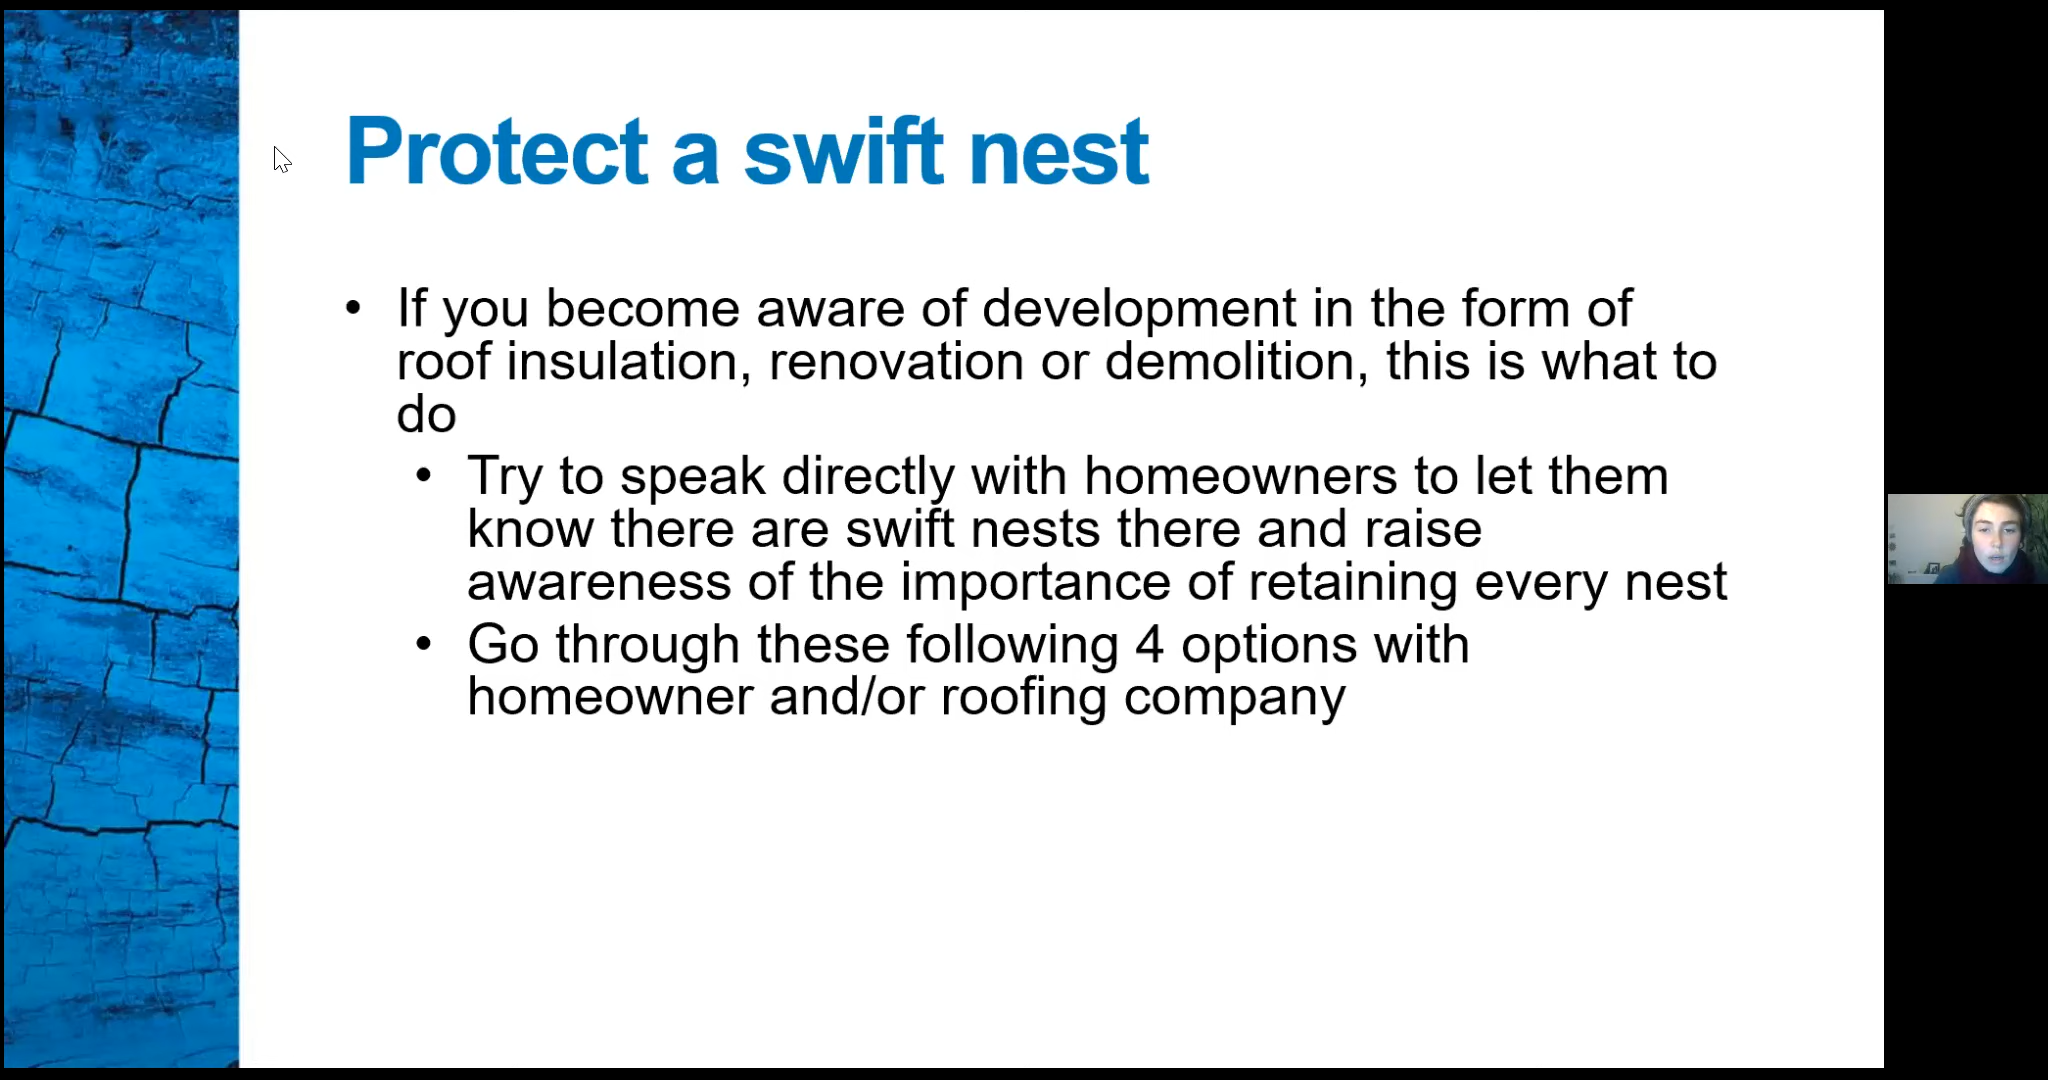 Protect a swift nest
• If you become aware of development in the form of
roof insulation, renovation or demolition, this is what to
do
• Try to speak directly with homeowners to let them
know there are swift nests there and raise
awareness of the importance of retaining every nest
• Go through these following 4 options with
homeowner and/or roofing company